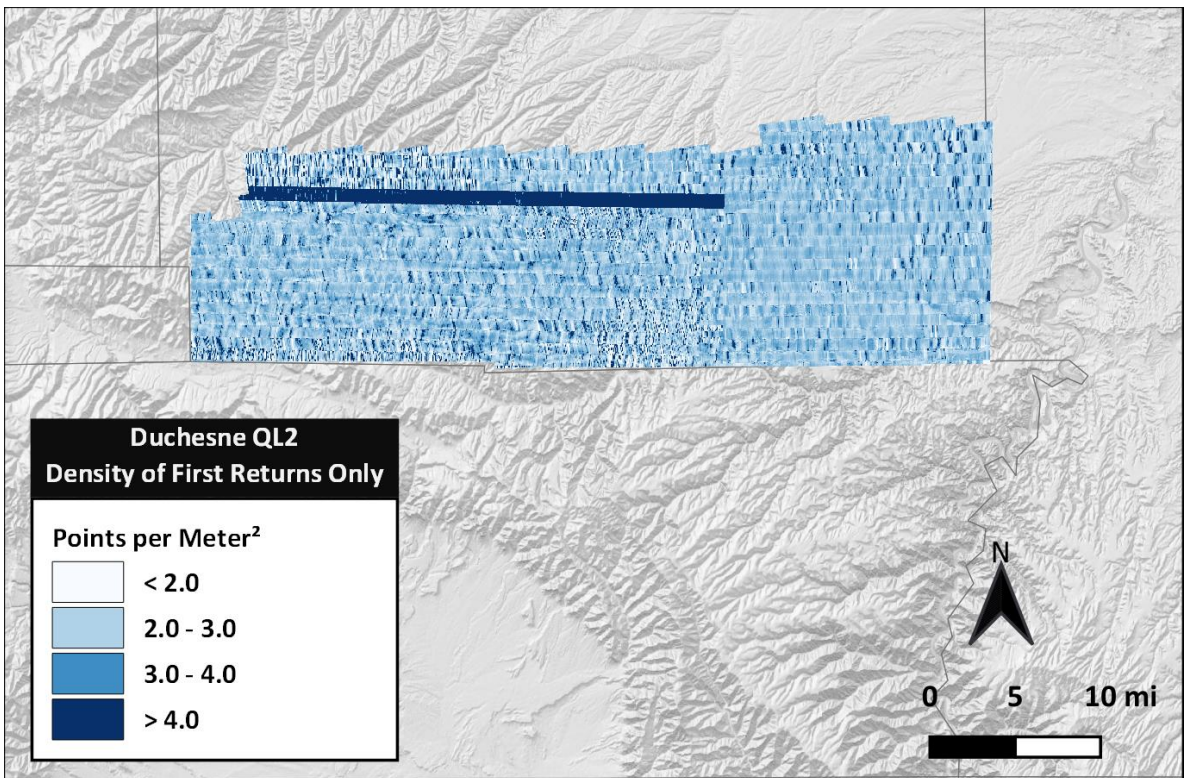 Duchesne QL2
Density of First Returns Only
Points per Meter²
< 2.0
2.0 - 3.0
3.0 - 4.0
> 4.0
N
0 5 10 mi